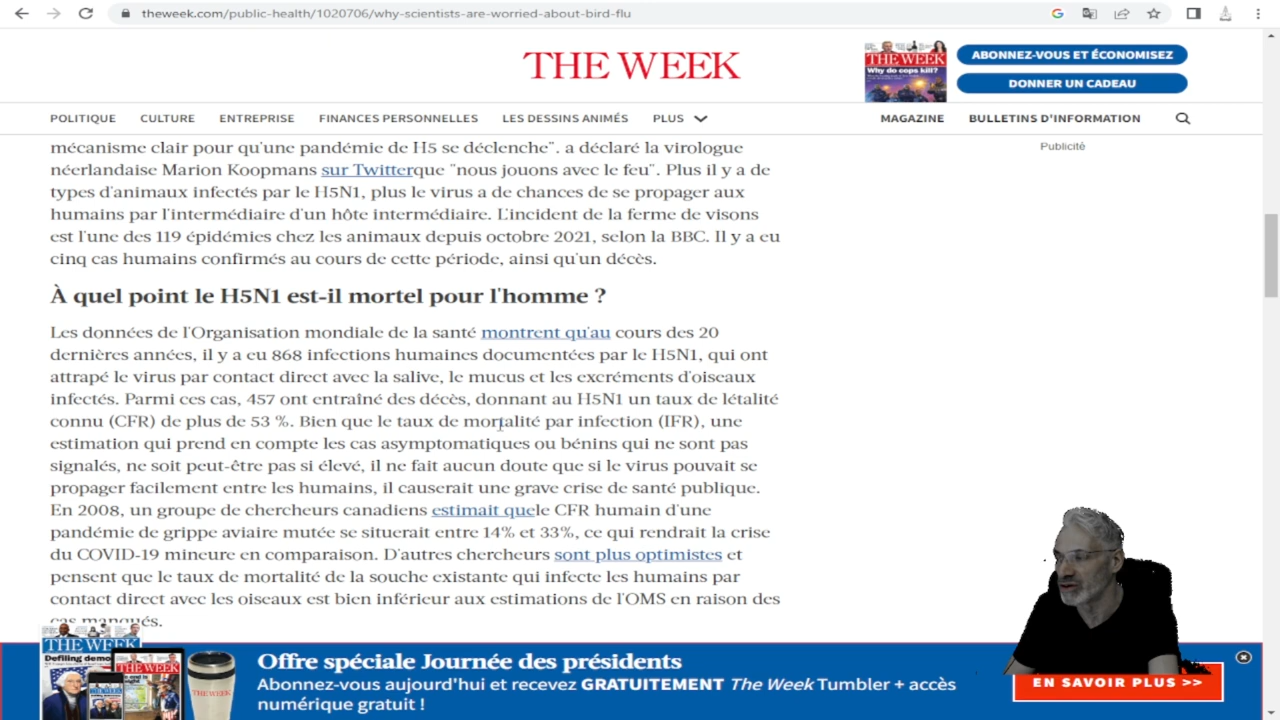 theweek.com/public-health/1020706/why-scientists-are-worried-about-bird-flu
THE WEEK
THE WEEK
Why do cops kill?
ABONNEZ-VOUS ET ÉCONOMISEZ
DONNER UN CADEAU
POLITIQUE CULTURE ENTREPRISE FINANCES PERSONNELLES LES DESSINS ANIMÉS PLUS MAGAZINE BULLETINS D'INFORMATION
Publicité
mécanisme clair pour qu'une pandémie de H5 se déclenche". a déclaré la virologue
néerlandaise Marion Koopmans sur Twitterque "nous jouons avec le feu". Plus il y a de
types d'animaux infectés par le H5N1, plus le virus a de chances de se propager aux
humains par l'intermédiaire d'un hôte intermédiaire. L'incident de la ferme de visons
est l'une des 119 épidémies chez les animaux depuis octobre 2021, selon la BBC. Il y a eu
cinq cas humains confirmés au cours de cette période, ainsi qu'un décès.
À quel point le H5N1 est-il mortel pour l'homme ?
Les données de l'Organisation mondiale de la santé montrent qu'au cours des 20
dernières années, il y a eu 868 infections humaines documentées par le H5N1, qui ont
attrapé le virus par contact direct avec la salive, le mucus et les excréments d'oiseaux
infectés. Parmi ces cas, 457 ont entraîné des décès, donnant au H5N1 un taux de létalité
connu (CFR) de plus de 53 %. Bien que le taux de mortalité par infection (IFR), une
estimation qui prend en compte les cas asymptomatiques ou bénins qui ne sont pas
signalés, ne soit peut-être pas si élevé, il ne fait aucun doute que si le virus pouvait se
propager facilement entre les humains, il causerait une grave crise de santé publique.
En 2008, un groupe de chercheurs canadiens estimait quele CFR humain d'une
pandémie de grippe aviaire mutée se situerait entre 14% et 33%, ce qui rendrait la crise
du COVID-19 mineure en comparaison. D'autres chercheurs sont plus optimistes et
pensent que le taux de mortalité de la souche existante qui infecte les humains par
contact direct avec les oiseaux est bien inférieur aux estimations de l'OMS en raison des
cas manqués.
THE WEEK
Defiling demo
THE WEEK
THE WEEK
Offre spéciale Journée des présidents
Abonnez-vous aujourd'hui et recevez GRATUITEMENT The Week Tumbler + accès
numérique gratuit !
EN SAVOIR PLUS >>